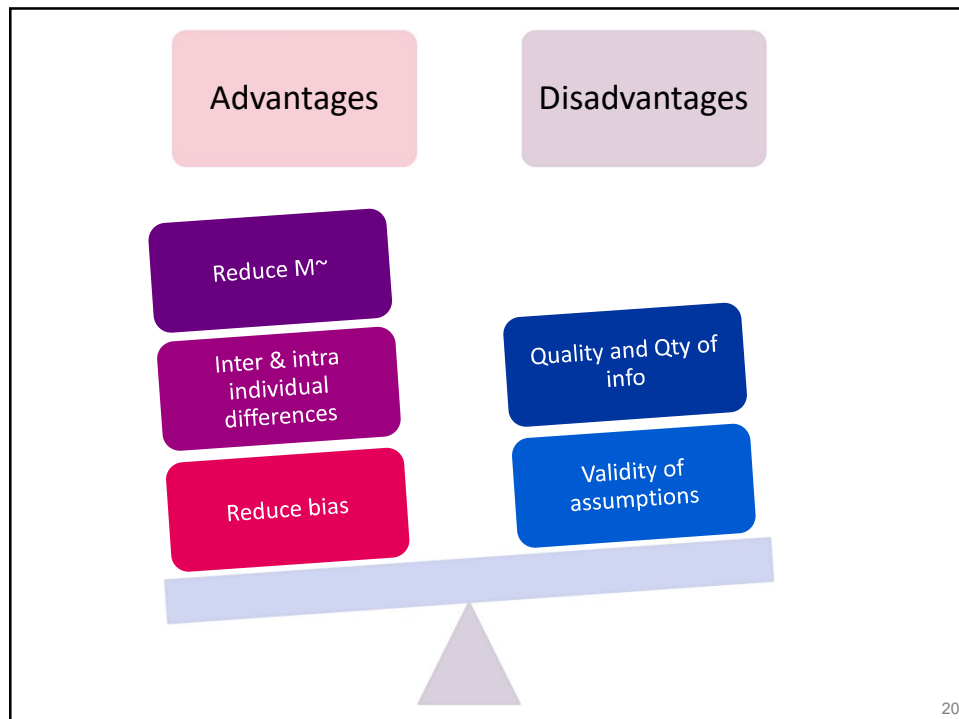 Advantages
Disadvantages
Reduce M~
Inter & intra
individual
differences
Reduce bias
Quality and Qty of
info
Validity of
assumptions
20